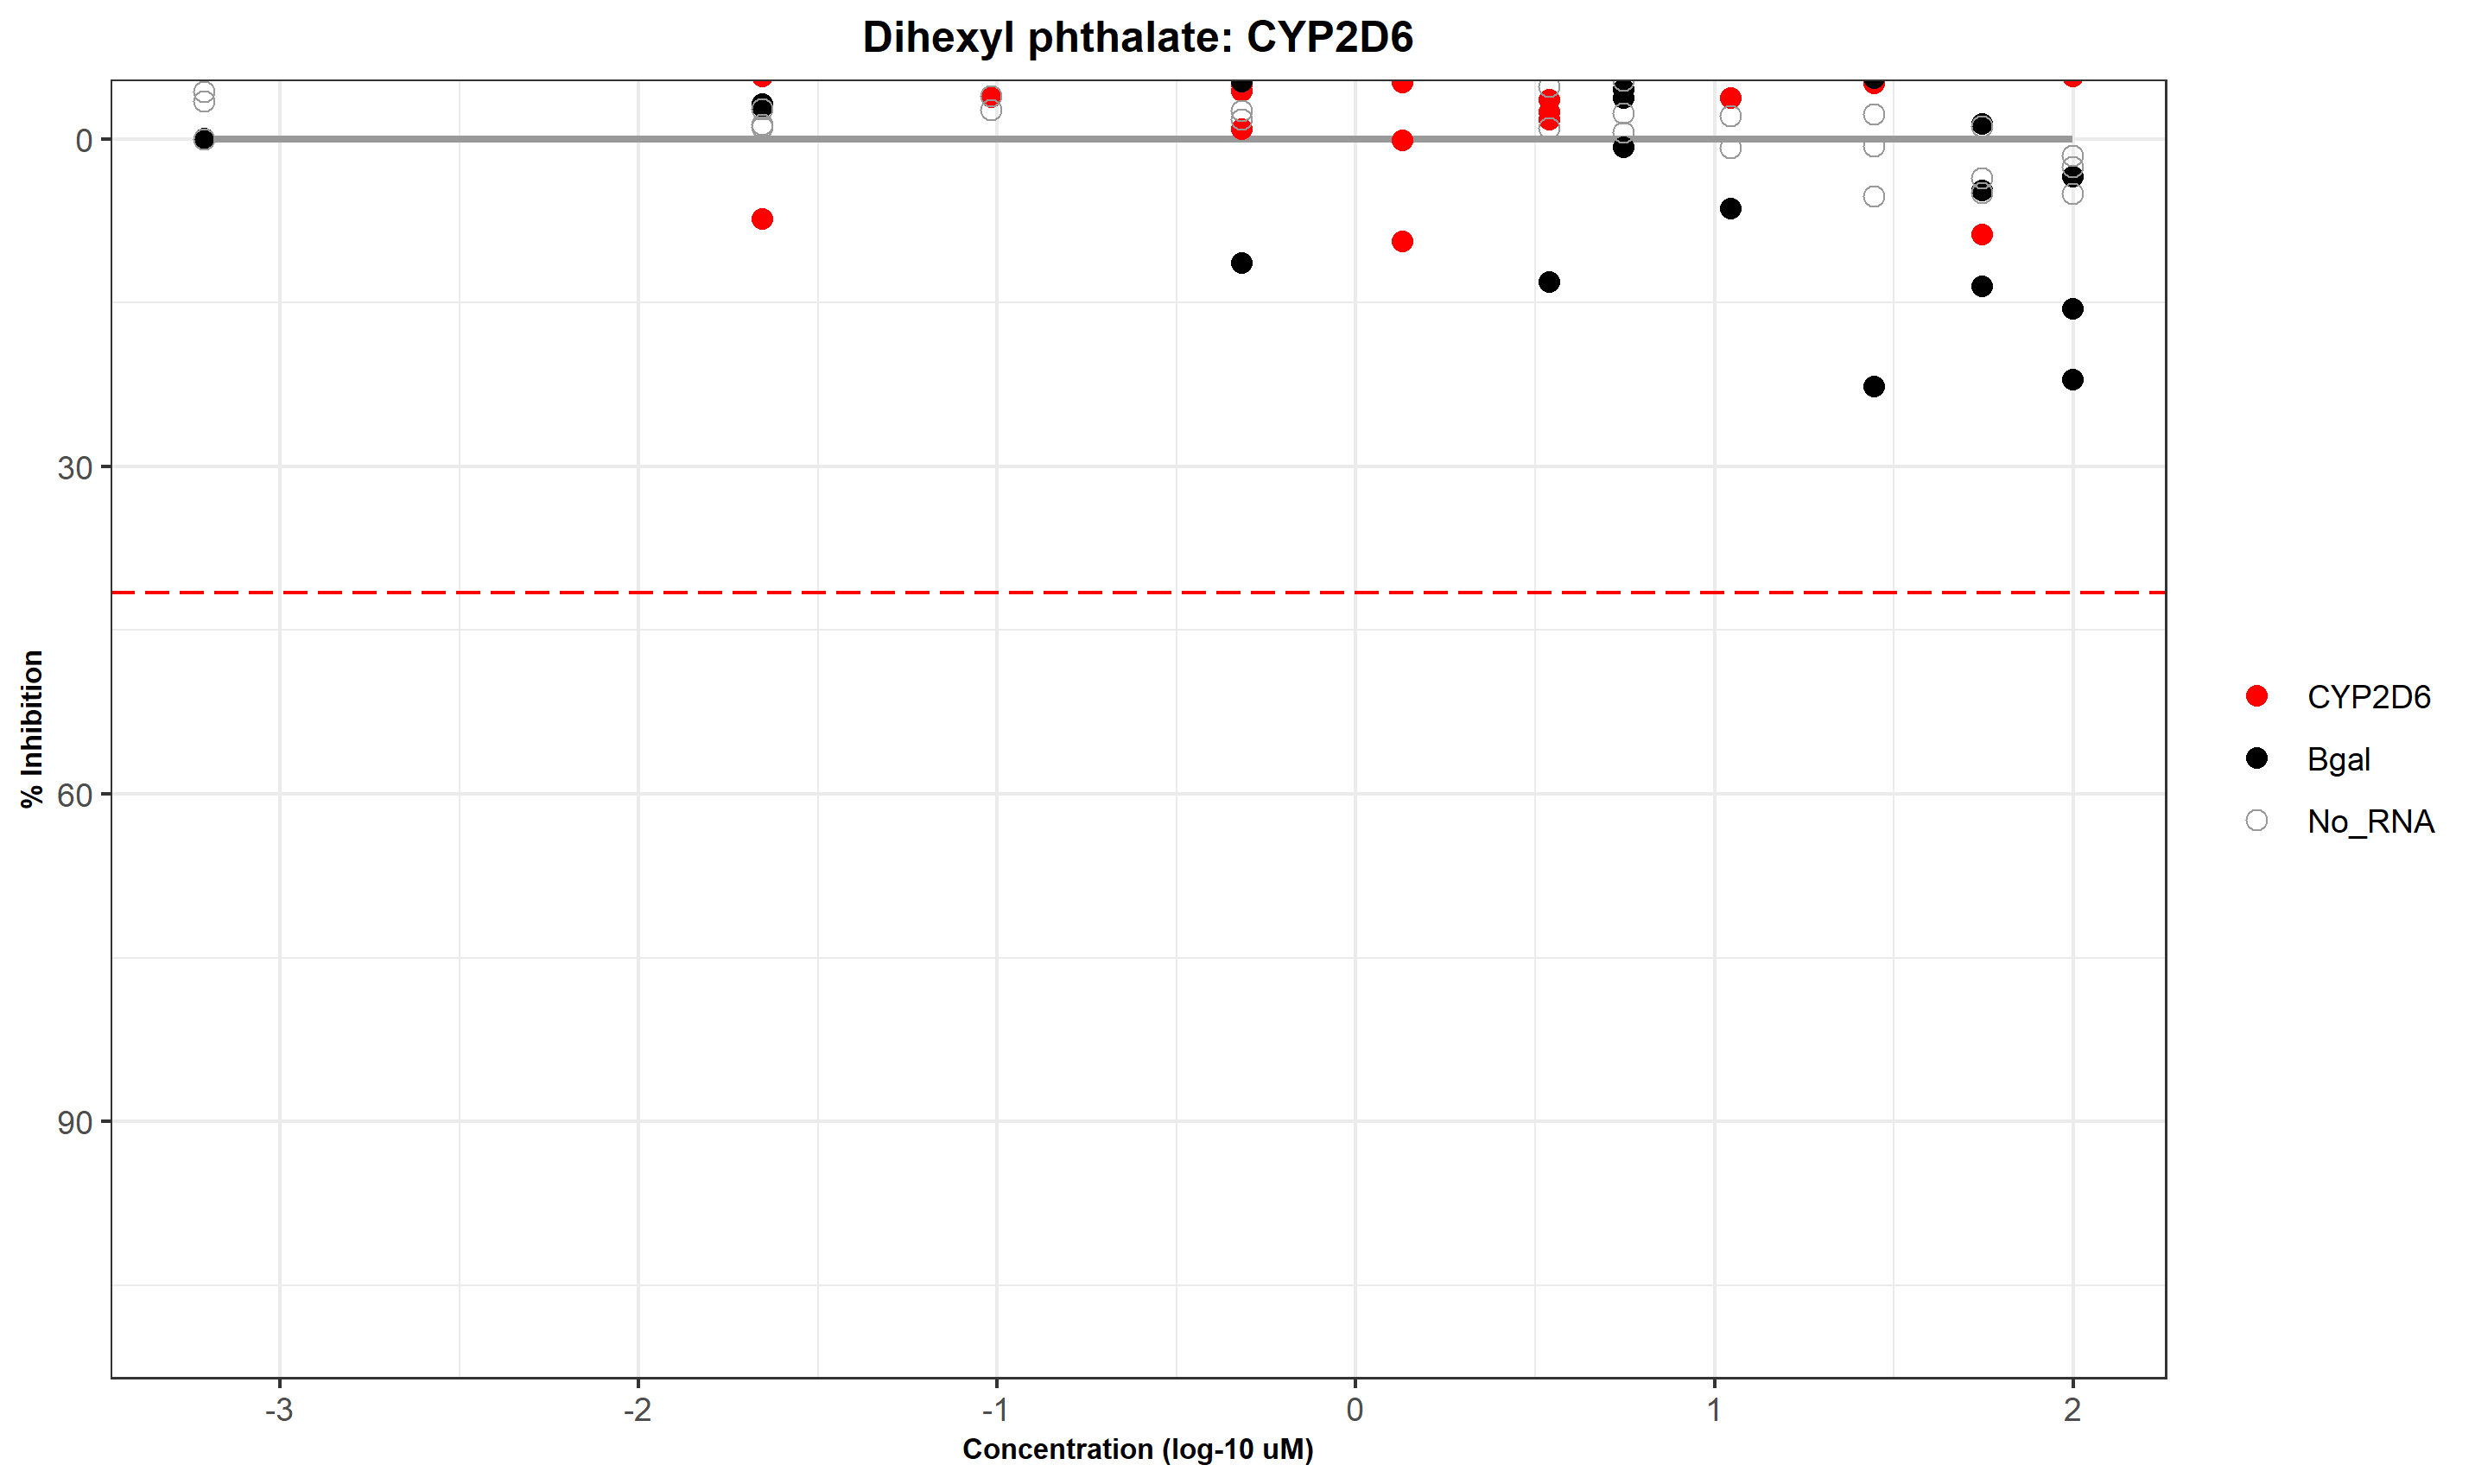 Dihexyl phthalate: CYP2D6
0
30
60
90
% Inhibition
-3
-2
-1
0
1
2
Concentration (log-10 uM)
CYP2D6
Bgal
No_RNA